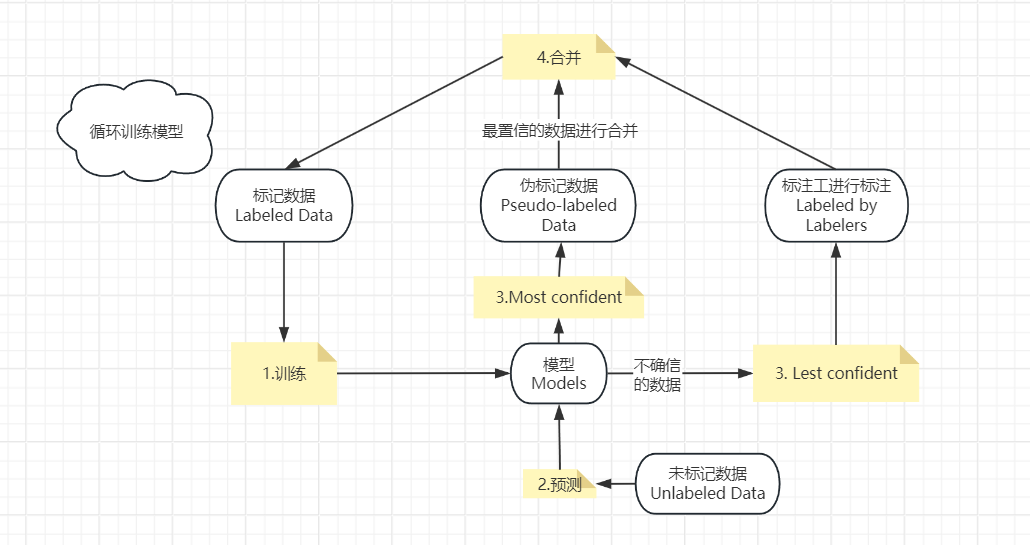 4.合并
循环训练模型
最置信的数据进行合并
标记数据
Labeled Data
伪标记数据
Pseudo-labeled
Data
标注工进行标注
Labeled by
Labelers
3.Most confident
1.训练
模型
Models
不确信
的数据
3. Lest confident
2.预测
未标记数据
Unlabeled Data